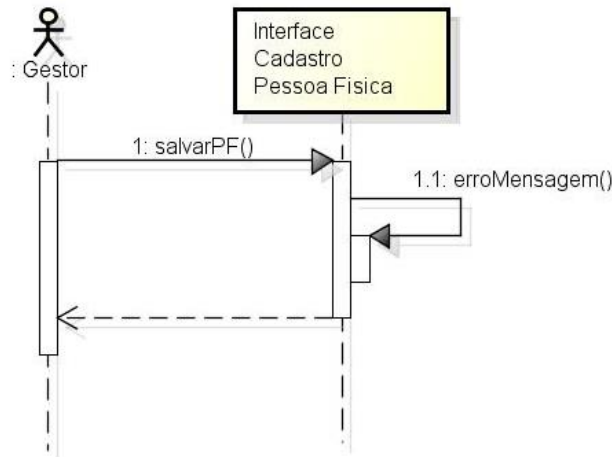 : Gestor
Interface
Cadastro
Pessoa Fisica
1: salvarPF()
1.1: erroMensagem()